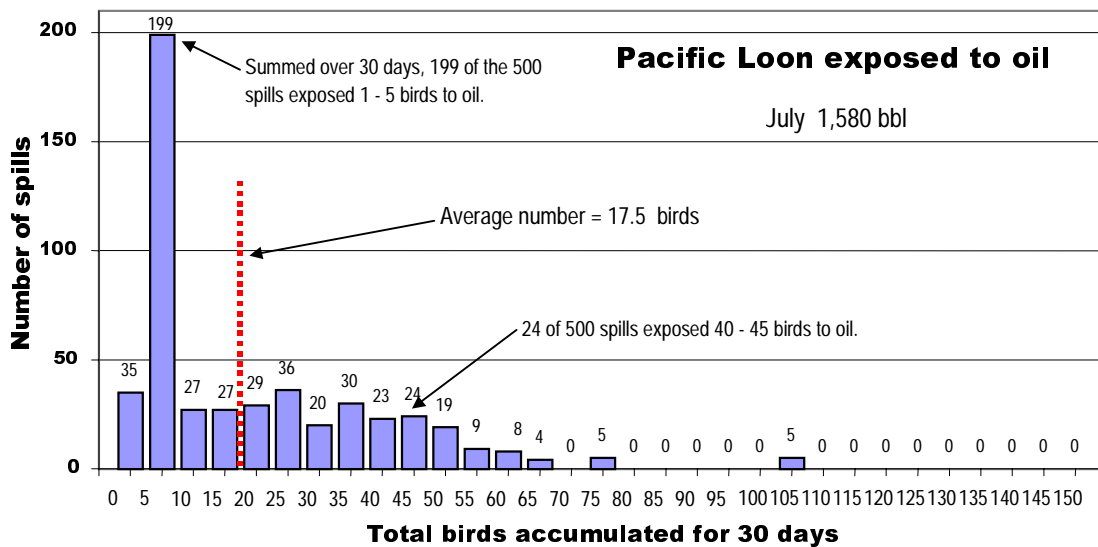 Pacific Loon exposed to oil
July 1,580 bbl
Number of spills
200
150
100
50
0
199
Summed over 30 days, 199 of the 500
spills exposed 1 - 5 birds to oil.
Average number = 17.5 birds
24 of 500 spills exposed 40 - 45 birds to oil.
35 27 27 29 36 20 30 23 24 19 9 8 4 0 5 0 0 0 0 0 5 0 0 0 0 0 0 0 0 0
0 5 10 15 20 25 30 35 40 45 50 55 60 65 70 75 80 85 90 95 100 105 110 115 120 125 130 135 140 145 150
Total birds accumulated for 30 days